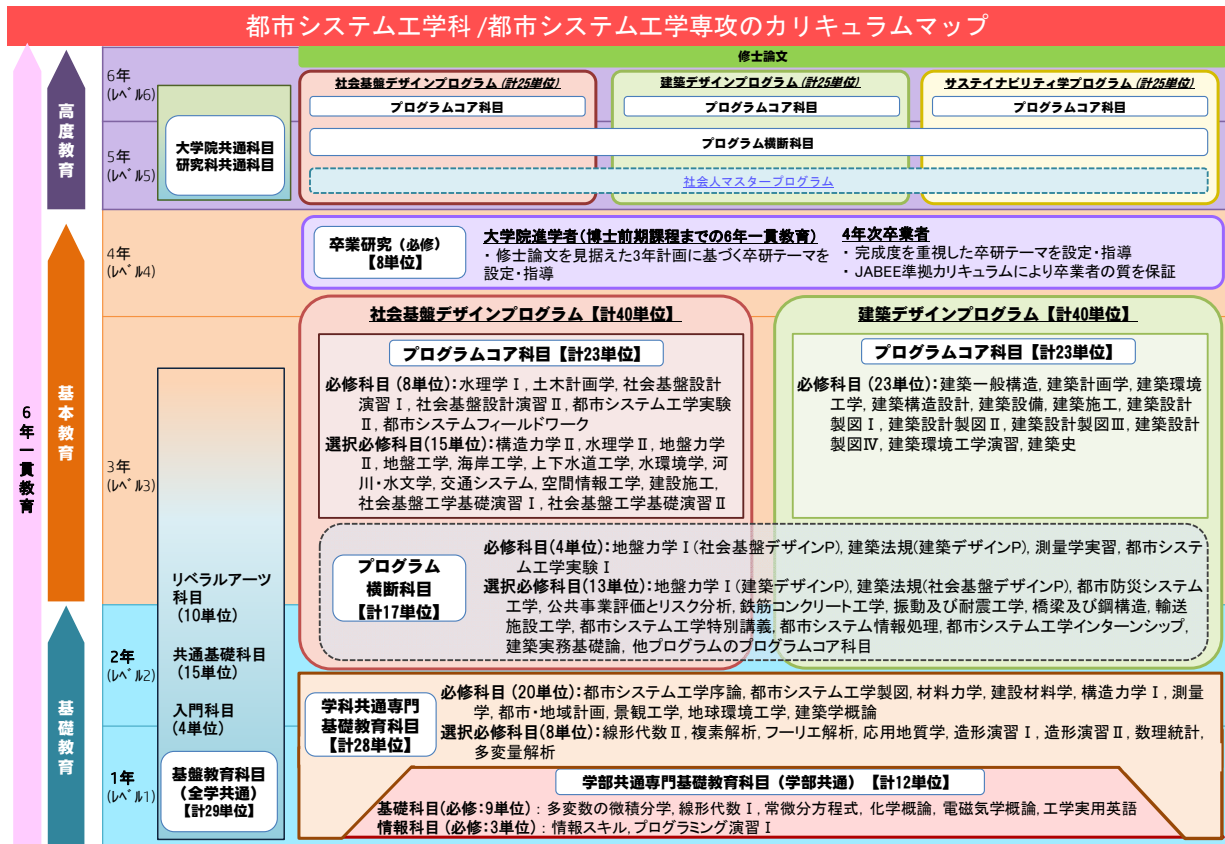 都市システム工学科/都市システム工学専攻のカリキュラムマップ
6年一貫教育
高度教育
基本教育
基礎教育
6年
(ﾚﾍﾞﾙ6)
5年
(ﾚﾍﾞﾙ5)
4年
(ﾚﾍﾞﾙ4)
3年
(ﾚﾍﾞﾙ3)
2年
(ﾚﾍﾞﾙ2)
1年
(ﾚﾍﾞﾙ1)
大学院共通科目
研究科共通科目
修士論文
社会基盤デザインプログラム(計25単位)
プログラムコア科目
建築デザインプログラム(計25単位)
プログラムコア科目
サステイナビリティ学プログラム(計25単位)
プログラムコア科目
プログラム横断科目
社会人マスタープログラム
卒業研究(必修)
【8単位】
大学院進学者(博士前期課程までの6年一貫教育)
・修士論文を見据えた3年計画に基づく卒研テーマを
設定・指導
4年次卒業者
・完成度を重視した卒研テーマを設定・指導
・JABEE準拠カリキュラムにより卒業者の質を保証
社会基盤デザインプログラム【計40単位】
プログラムコア科目【計23単位】
必修科目(8単位):水理学Ⅰ,土木計画学,社会基盤設計
演習Ⅰ,社会基盤設計演習Ⅱ,都市システム工学実験
Ⅱ,都市システムフィールドワーク
選択必修科目(15単位):構造力学Ⅱ,水理学Ⅱ,地盤力学
Ⅱ,地盤工学,海岸工学,上下水道工学,水環境学,河
川・水文学,交通システム,空間情報工学,建設施工,
社会基盤工学基礎演習Ⅰ,社会基盤工学基礎演習Ⅱ
建築デザインプログラム【計40単位】
プログラムコア科目【計23単位】
必修科目(23単位):建築一般構造,建築計画学,建築環境
工学,建築構造設計,建築設備,建築施工,建築設計
製図Ⅰ,建築設計製図Ⅱ,建築設計製図Ⅲ,建築設計
製図Ⅳ,建築環境工学演習,建築史
プログラム
横断科目
【計17単位】
必修科目(4単位):地盤力学Ⅰ(社会基盤デザインP),建築法規(建築デザインP),測量学実習,都市システ
ム工学実験Ⅰ
選択必修科目(13単位):地盤力学Ⅰ(建築デザインP),建築法規(社会基盤デザインP),都市防災システム
工学,公共事業評価とリスク分析,鉄筋コンクリート工学,振動及び耐震工学,橋梁及び鋼構造,輸送
施設工学,都市システム工学特別講義,都市システム情報処理,都市システム工学インターンシップ,
建築実務基礎論,他プログラムのプログラムコア科目
リベラルアーツ
科目
(10単位)
共通基礎科目
(15単位)
入門科目
(4単位)
基盤教育科目
(全学共通)
【計29単位】
学科共通専門
基礎教育科目
【計28単位】
必修科目(20単位):都市システム工学序論,都市システム工学製図,材料力学,建設材料学,構造力学Ⅰ,測量
学,都市・地域計画,景観工学,地球環境工学,建築学概論
選択必修科目(8単位):線形代数Ⅱ,複素解析,フーリエ解析,応用地質学,造形演習Ⅰ,造形演習Ⅱ,数理統計,
多変量解析
学部共通専門基礎教育科目(学部共通)【計12単位】
基礎科目(必修:9単位):多変数の微積分学,線形代数Ⅰ,常微分方程式,化学概論,電磁気学概論,工学実用英語
情報科目(必修:3単位):情報スキル,プログラミング演習Ⅰ